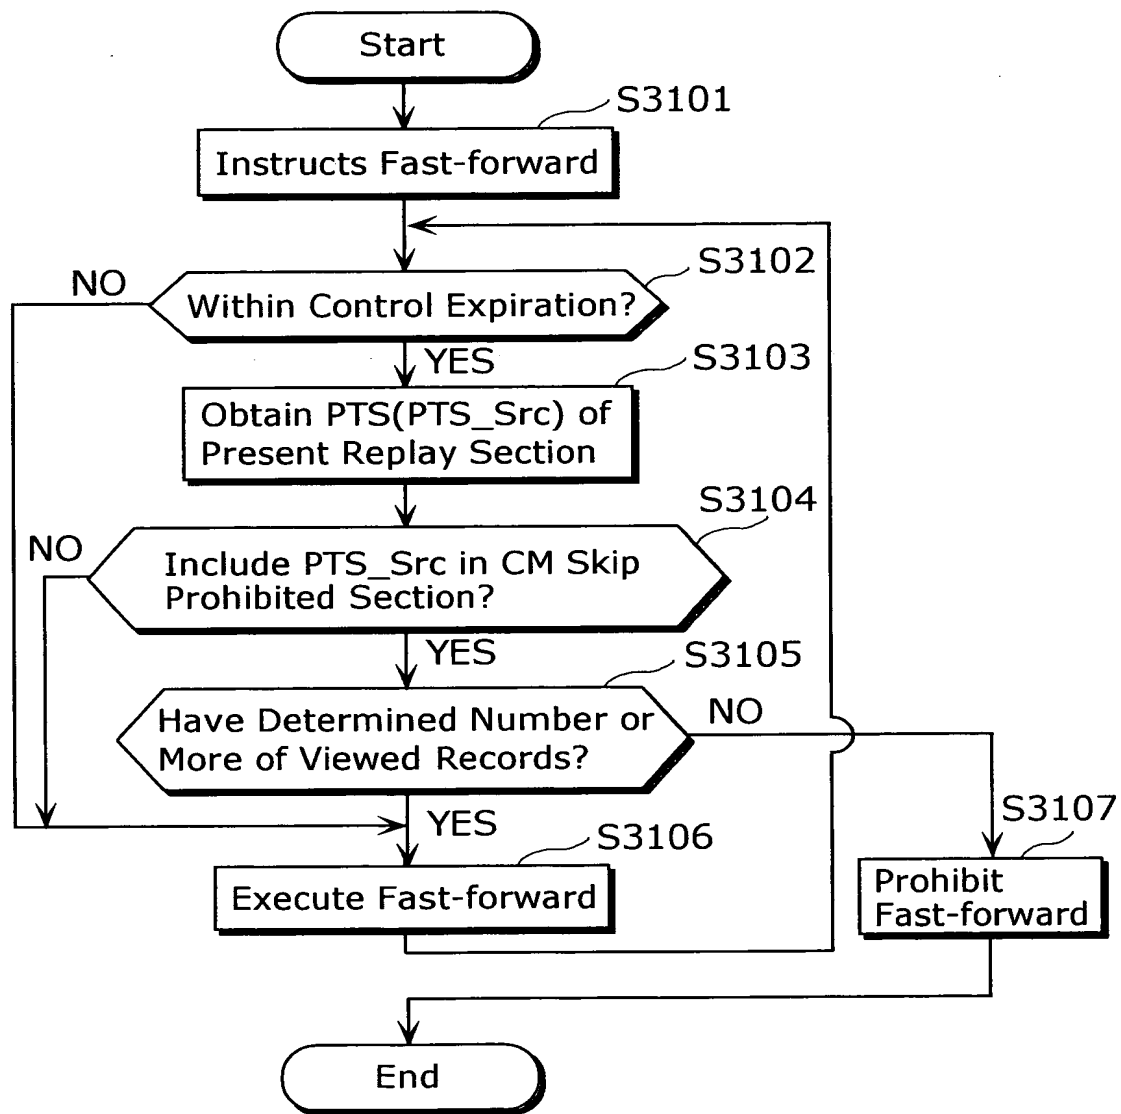 Start
S3101
Instructs Fast-forward
S3102
NO
Within Control Expiration?
YES
S3103
Obtain PTS(PTS_Src) of
Present Replay Section
S3104
NO
Include PTS_Src in CM Skip
Prohibited Section?
YES
S3105
Have Determined Number or
More of Viewed Records?
NO
YES
S3106
Execute Fast-forward
S3107
Prohibit
Fast-forward
End